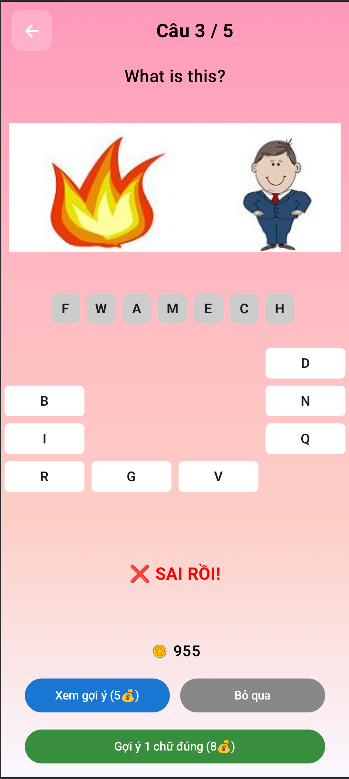 Câu 3 / 5
What is this?
F W A M E C H
D
B N
I Q
R G V
❌ SAI RỒI!
955
Xem gợi ý (5💰) Bỏ qua
Gợi ý 1 chữ đúng (8💰)